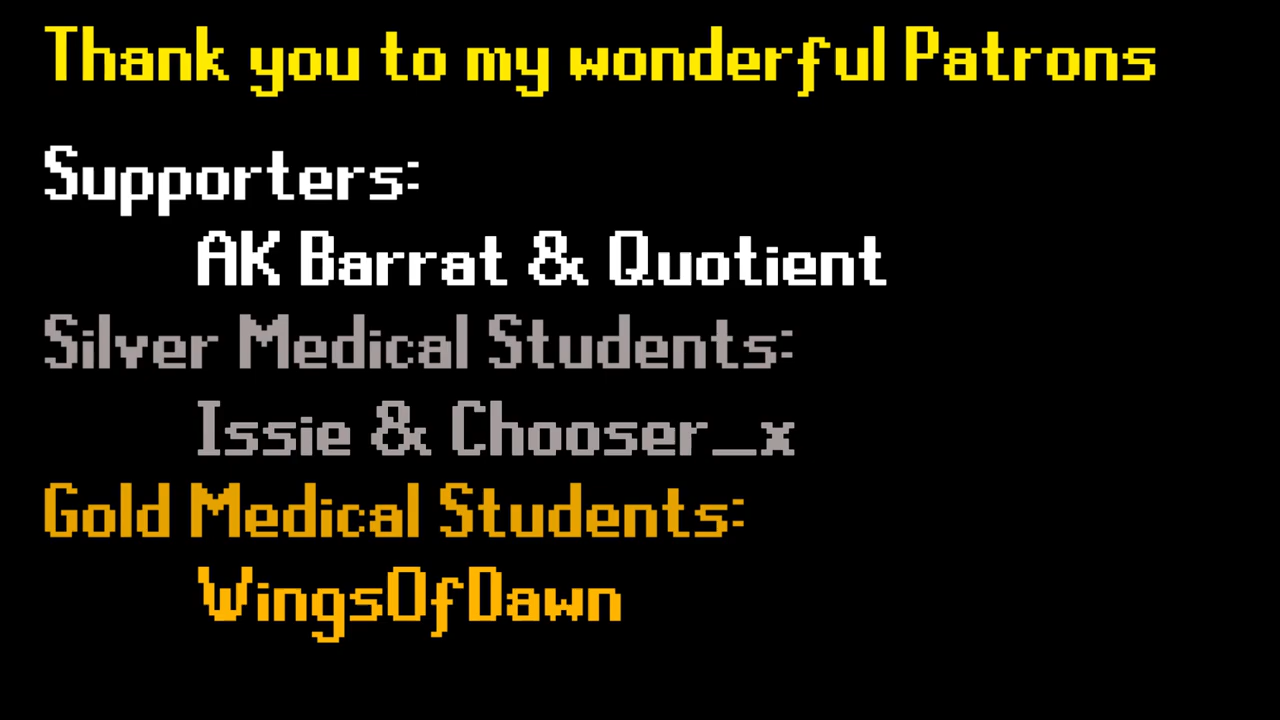 Thank you to my wonderful Patrons
Supporters:
AK Barrat & Quotient
Silver Medical Students:
Issie & Chooser_x
Gold Medical Students:
WingsOfDawn